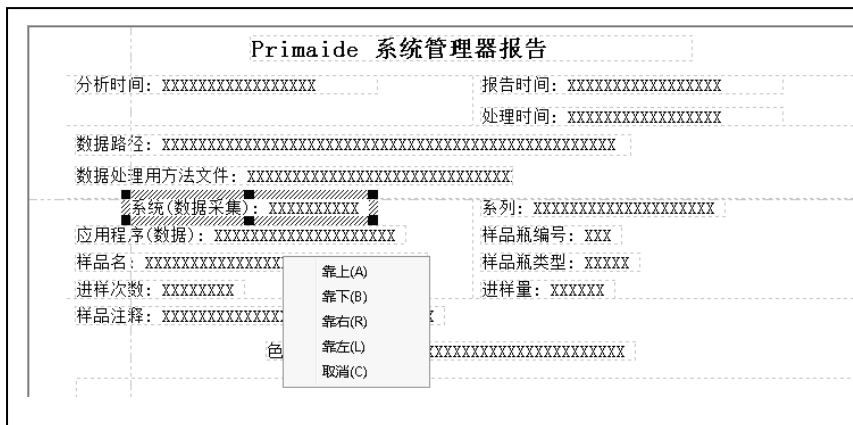 Primaide 系统管理器报告
分析时间: XXXXXXXXXXXXXXXXX 报告时间: XXXXXXXXXXXXXXXXX
处理时间: XXXXXXXXXXXXXXXXX
数据路径: XXXXXXXXXXXXXXXXXXXXXXXXXXXXXXXXXXXXXXXXXXXXXXXXXX
数据处理用方法文件: XXXXXXXXXXXXXXXXXXXXXXXXXXXXX
系统(数据采集): XXXXXXXXXX 系列: XXXXXXXXXXXXXXXXXXXX
应用程序(数据): XXXXXXXXXXXXXXXXXXXX 样品瓶编号: XXX
样品名: XXXXXXXXXXXXXXX 样品瓶类型: XXXXX
进样次数: XXXXXXXX 进样量: XXXXXX
样品注释: XXXXXXXXXXXXX
色 XXXXXXXXXXXXXXXXXXXXXX
靠上(A)
靠下(B)
靠右(R)
靠左(L)
取消(C)